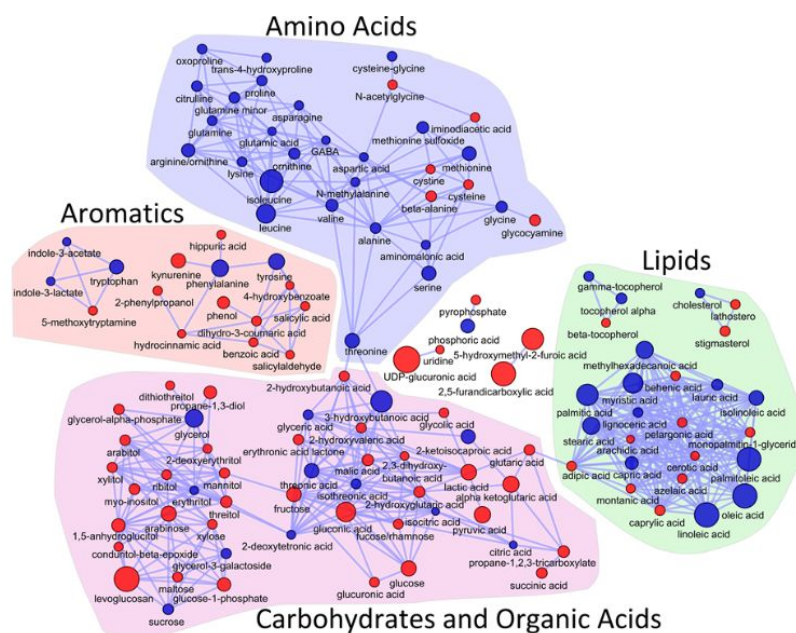 Amino Acids
oxoproline
trans-4-hydroxyproline
cysteine-glycine
citrulline
proline
N-acetylglycine
glutamine minor
asparagine
iminodiacetic acid
glutamine
glutamic acid
methionine sulfoxide
GABA
arginine/ornithine
ornithine
aspartic acid
methionine
lysine
cystine
isoleucine
N-methylalanine
cysteine
beta-alanine
leucine
valine
glycine
alanine
glycocyamine
aminomalonic acid
serine
threonine
Aromatics
hippuric acid
indole-3-acetate
kynurenine
tyrosine
tryptophan
phenylalanine
indole-3-lactate
2-phenylpropanol
4-hydroxybenzoate
phenol
salicylic acid
5-methoxytryptamine
dihydro-3-coumaric acid
hydrocinnamic acid
benzoic acid
salicylaldehyde
pyrophosphate
phosphoric acid
uridine
5-hydroxymethyl-2-furoic acid
UDP-glucuronic acid
2,5-furandicarboxylic acid
Lipids
gamma-tocopherol
cholesterol
tocopherol alpha
lathostero
beta-tocopherol
stigmasterol
methylhexadecanoic acid
behenic acid
lauric acid
myristic acid
palmitic acid
isolinoleic acid
lignoceric acid
pelargonic acid
stearic acid
monopalmitin-1-glyceride
arachidic acid
cerolic acid
adipic acid
capric acid
palmitoleic acid
azelaic acid
montanic acid
oleic acid
caprylic acid
linoleic acid
2-hydroxybutanoic acid
dithiothreitol
propane-1,3-diol
glycerol-alpha-phosphate
3-hydroxybutanoic acid
glycerol
glyceric acid
glycolic acid
2-hydroxyvaleric acid
arabitol
2-deoxyerythritol
erythronic acid lactone
2-ketoisocaproic acid
glutaric acid
xylitol
ribitol
mannitol
malic acid
2,3-dihydroxy-
butanoic acid
threonic acid
lactic acid
myo-inositol
erythritol
isothreonic acid
alpha ketoglutaric acid
threitol
fructose
2-hydroxyglutaric acid
arabinose
gluconic acid
isocitric acid
pyruvic acid
1,5-anhydroglucitol
xylose
fucose/rhamnose
conduntol-beta-epoxide
2-deoxytetronic acid
citric acid
glycerol-3-galactoside
propane-1,2,3-tricarboxylate
maltose
glucose
levoglucosan
glucose-1-phosphate
glucuronic acid
succinic acid
sucrose
Carbohydrates and Organic Acids